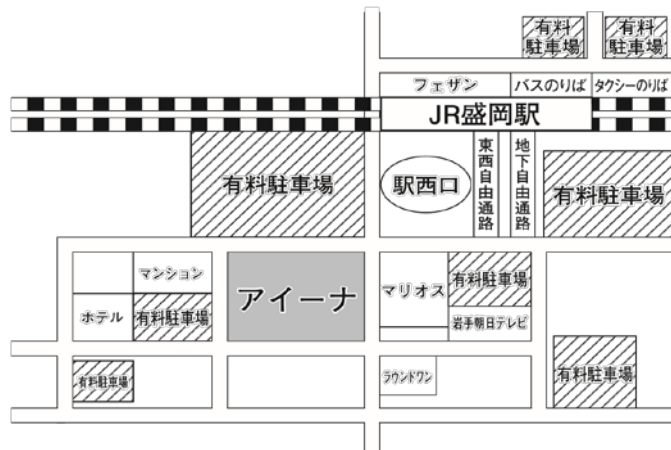 有料
駐車場
有料
駐車場
フェザン
バスのりば
タクシーのりば
JR盛岡駅
有料駐車場
駅西口
東西自由通路
地下自由通路
有料駐車場
マンション
ホテル
有料駐車場
アイーナ
マリオス
有料駐車場
岩手朝日テレビ
有料駐車場
ラウンドワン
有料駐車場